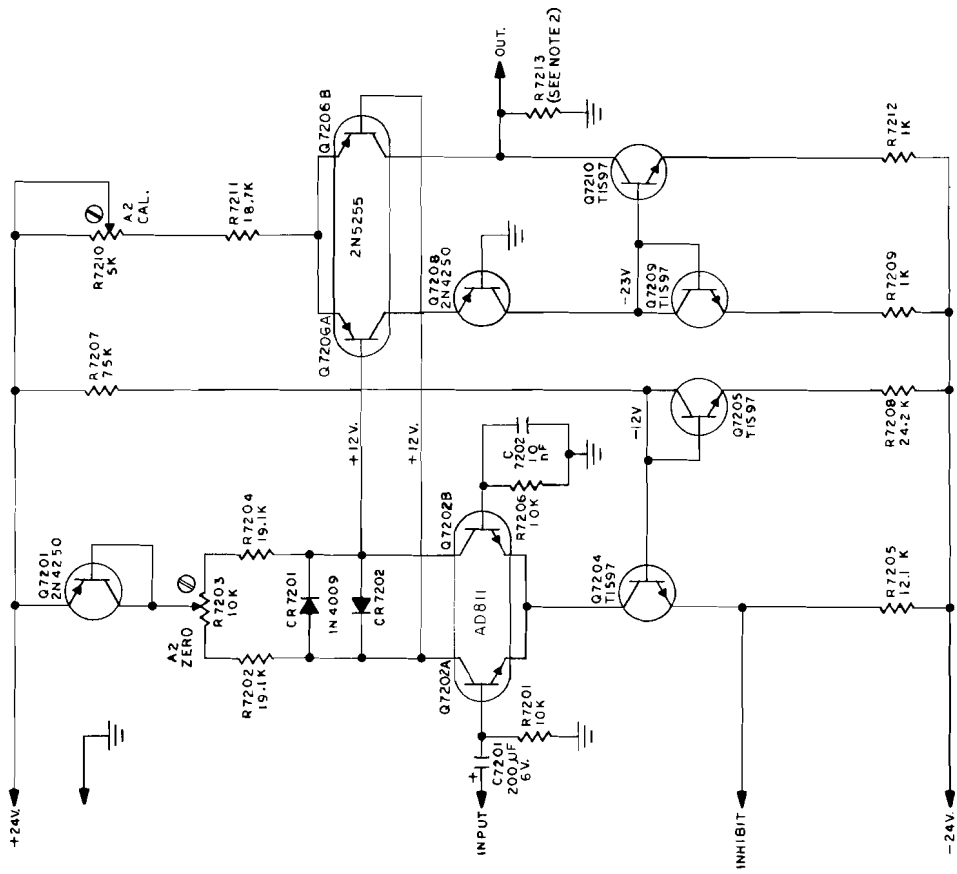 +24V.
Q7201
2N4250
A2
ZERO
R7203
10K
R7202
19.1K
R7204
19.1K
CR7201
1N4009
CR7202
+12V.
+12V.
R7207
75K
R7210
5K
A2
CAL.
R7211
18.7K
Q7206A
Q7206B
2N5255
Q7208
2N4250
OUT.
R7213
(SEE NOTE 2)
Q7202A
Q7202B
AD811
INPUT
+
C7201
200µF
6V.
R7201
10K
R7206
10K
C
7202
10
nF
-12V
-23V
Q7204
TIS97
Q7205
TIS97
Q7209
TIS97
Q7210
TIS97
INHIBIT
R7205
12.1K
R7208
24.2K
R7209
1K
R7212
1K
-24V.